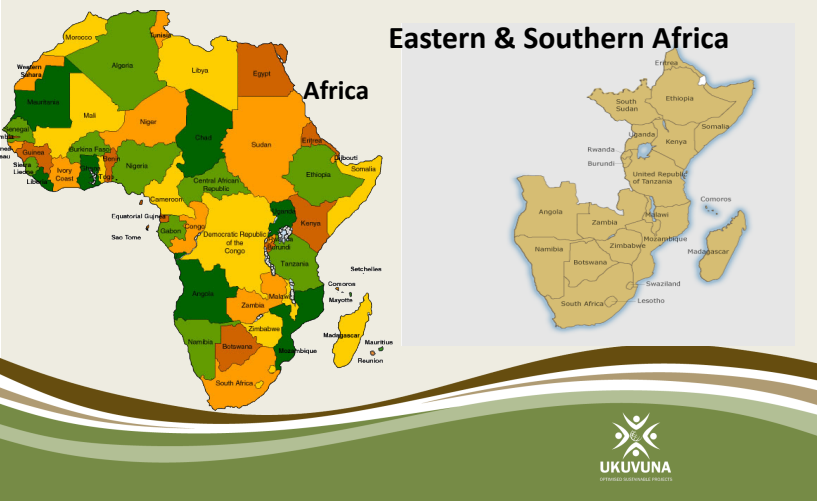 Eastern & Southern Africa
Africa
Morocco
Tunisia
Algeria
Libya
Egypt
Western
Sahara
Mauritania
Mali
Niger
Chad
Sudan
Eritrea
Djibouti
Senegal
Guinea
Burkina Faso
Benin
Nigeria
Ethiopia
Somalia
Sierra
Leone
Liberia
Ivory
Coast
Togo
Central African
Republic
Cameroon
Equatorial Guinea
Sao Tome
Gabon
Congo
Democratic Republic
of the
Congo
Uganda
Kenya
Burundi
Tanzania
Setchelles
Comoros
Mayotte
Angola
Zambia
Malawi
Mozambique
Zimbabwe
Madagascar
Mauritius
Reunion
Namibia
Botswana
South Africa
Eritrea
South
Sudan
Ethiopia
Somalia
Uganda
Kenya
Rwanda
Burundi
United Republic
of Tanzania
Comoros
Angola
Malawi
Zambia
Mozambique
Zimbabwe
Madagascar
Namibia
Botswana
Swaziland
South Africa
Lesotho
UKUVUNA
OPTIMISED SUSTAINABLE PROJECTS